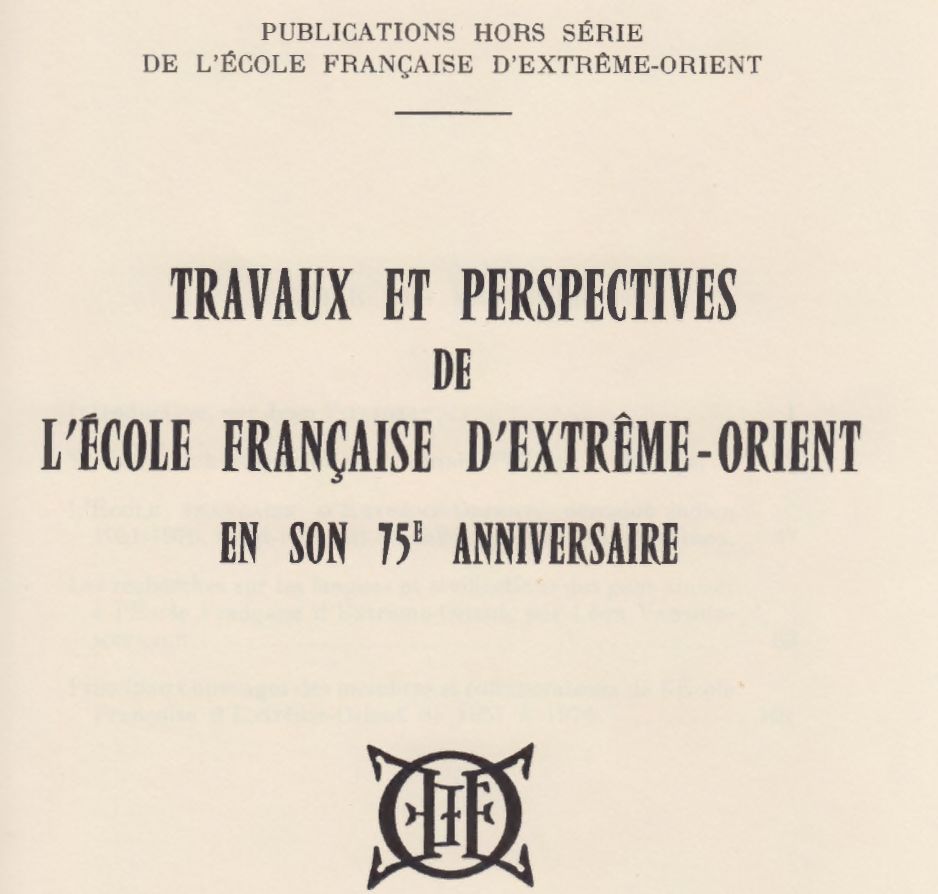 PUBLICATIONS HORS SÉRIE
DE L'ÉCOLE FRANÇAISE D'EXTRÊME-ORIENT
TRAVAUX ET PERSPECTIVES
DE
L'ÉCOLE FRANÇAISE D'EXTRÊME-ORIENT
EN SON 75E ANNIVERSAIRE